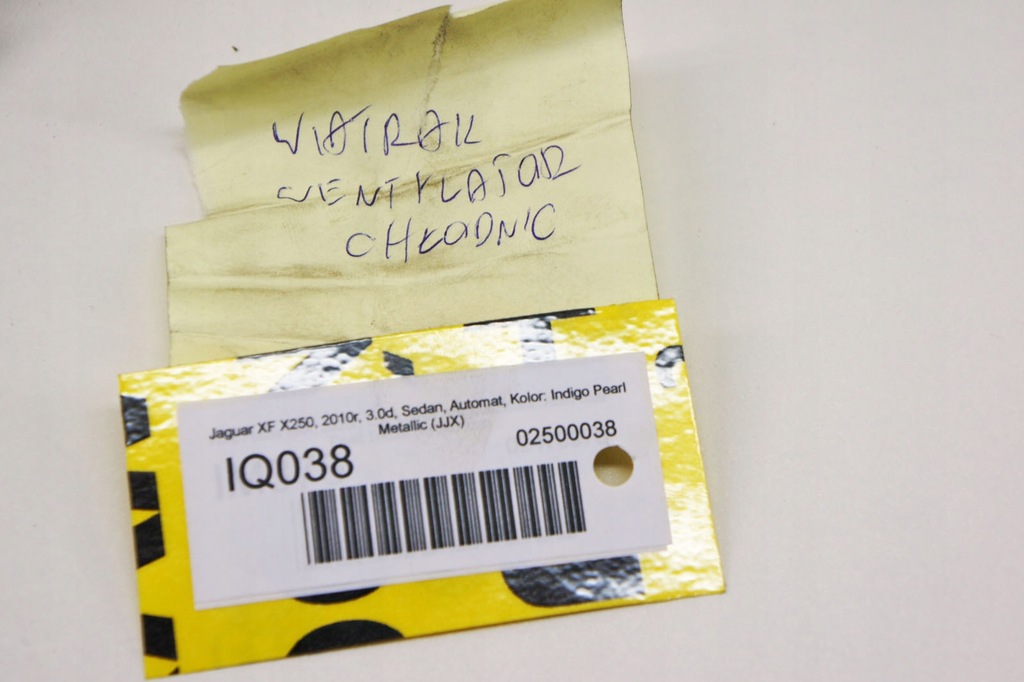 WIATRAK
WENTYLATOR
CHŁODNIC
Jaguar XF X250, 2010r, 3.0d, Sedan, Automat, Kolor: Indigo Pearl
Metallic (JJX)
IQ038
02500038